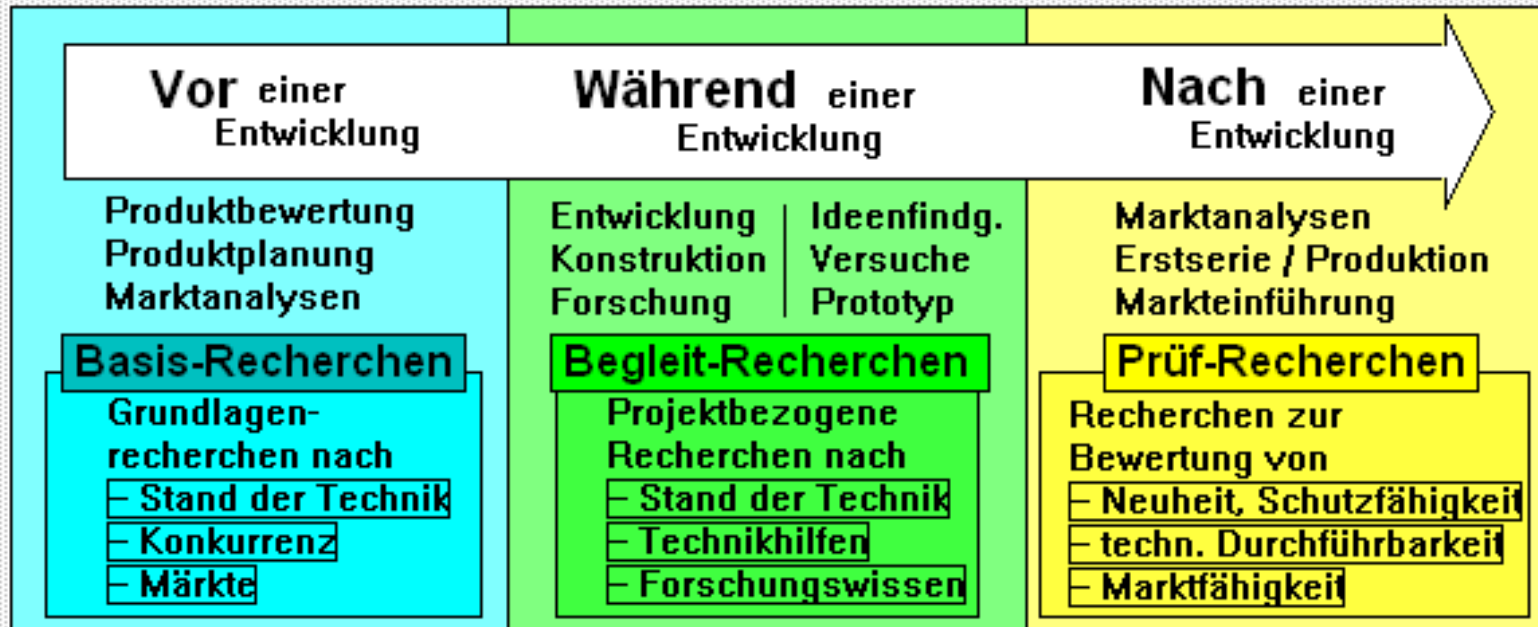 Vor einer
Entwicklung
Produktbewertung
Produktplanung
Marktanalysen
Basis-Recherchen
Grundlagen-
recherchen nach
– Stand der Technik
– Konkurrenz
– Märkte
Während einer
Entwicklung
Entwicklung | Ideenfindg.
Konstruktion | Versuche
Forschung | Prototyp
Begleit-Recherchen
Projektbezogene
Recherchen nach
– Stand der Technik
– Technikhilfen
– Forschungswissen
Nach einer
Entwicklung
Marktanalysen
Erstserie / Produktion
Markteinführung
Prüf-Recherchen
Recherchen zur
Bewertung von
– Neuheit, Schutzfähigkeit
– techn. Durchführbarkeit
– Marktfähigkeit